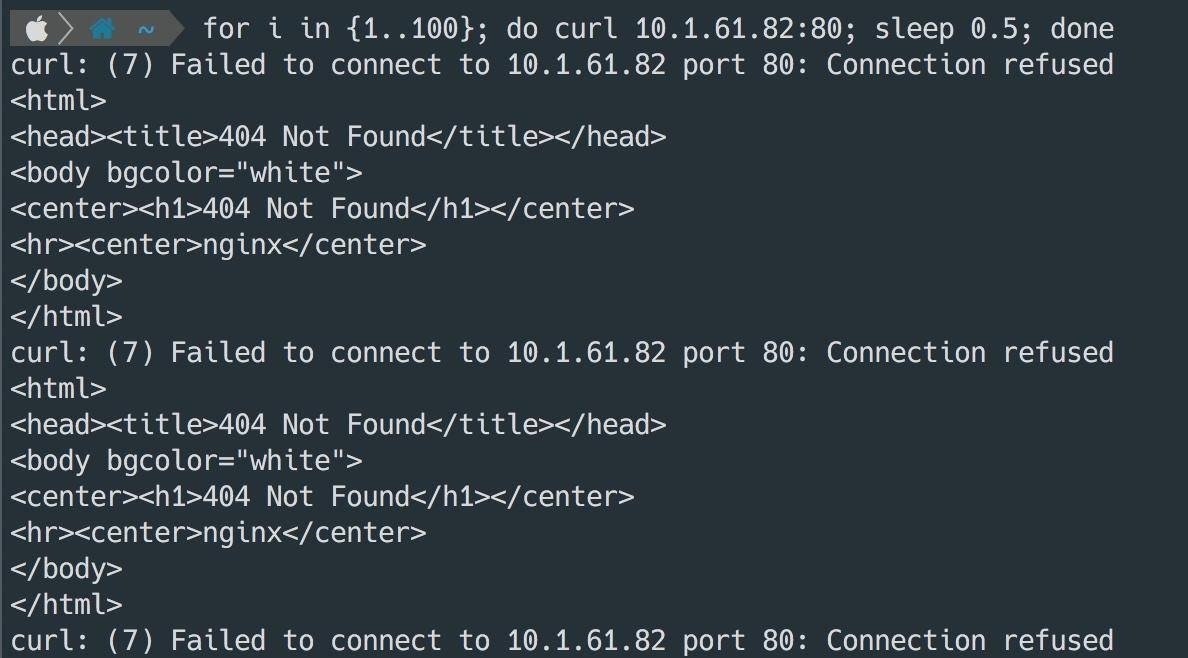 ~ for i in {1..100}; do curl 10.1.61.82:80; sleep 0.5; done
curl: (7) Failed to connect to 10.1.61.82 port 80: Connection refused
<html>
<head><title>404 Not Found</title></head>
<body bgcolor="white">
<center><h1>404 Not Found</h1></center>
<hr><center>nginx</center>
</body>
</html>
curl: (7) Failed to connect to 10.1.61.82 port 80: Connection refused
<html>
<head><title>404 Not Found</title></head>
<body bgcolor="white">
<center><h1>404 Not Found</h1></center>
<hr><center>nginx</center>
</body>
</html>
curl: (7) Failed to connect to 10.1.61.82 port 80: Connection refused